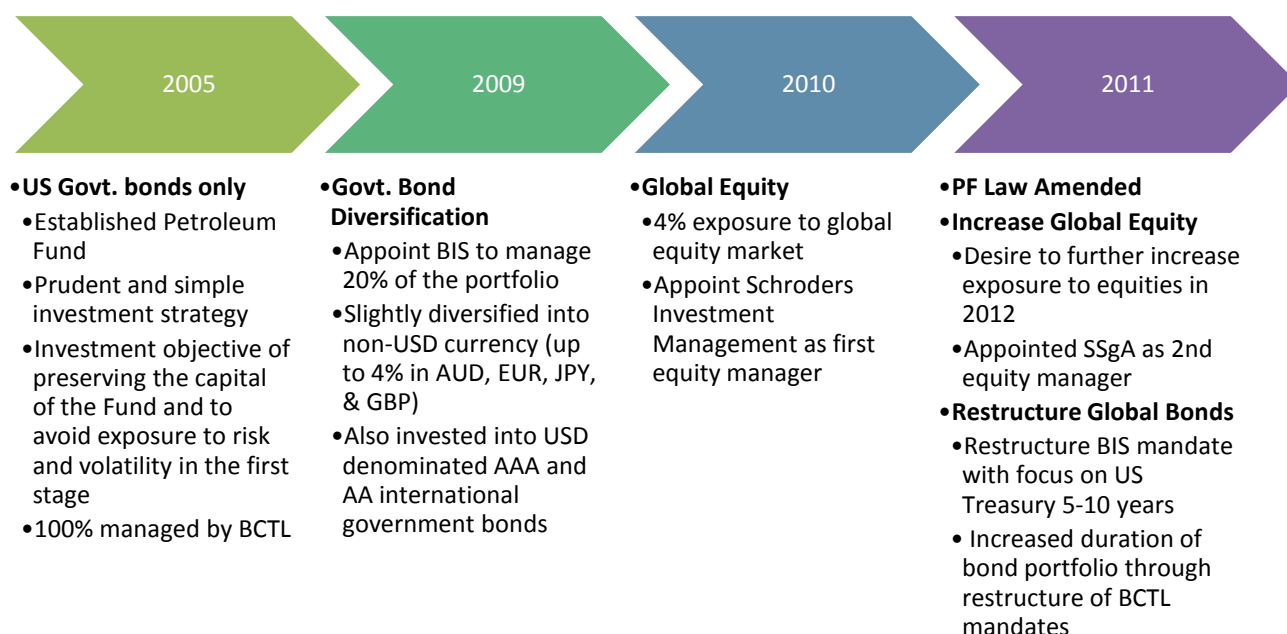 2005
2009
2010
2011
•US Govt. bonds only
•Established Petroleum
Fund
•Prudent and simple
investment strategy
•Investment objective of
preserving the capital
of the Fund and to
avoid exposure to risk
and volatility in the first
stage
•100% managed by BCTL
•Govt. Bond
Diversification
•Appoint BIS to manage
20% of the portfolio
•Slightly diversified into
non-USD currency (up
to 4% in AUD, EUR, JPY,
& GBP)
•Also invested into USD
denominated AAA and
AA international
government bonds
•Global Equity
•4% exposure to global
equity market
•Appoint Schroders
Investment
Management as first
equity manager
•PF Law Amended
•Increase Global Equity
•Desire to further increase
exposure to equities in
2012
•Appointed SSgA as 2nd
equity manager
•Restructure Global Bonds
•Restructure BIS mandate
with focus on US
Treasury 5-10 years
• Increased duration of
bond portfolio through
restructure of BCTL
mandates